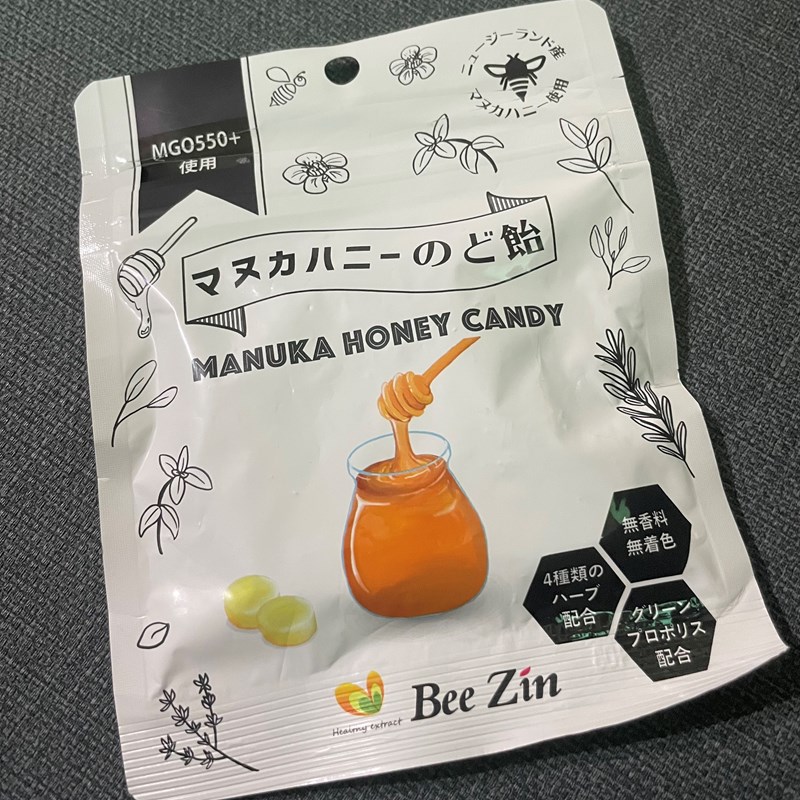 ニュージーランド産
マヌカハニー使用
MGO550+
使用
マヌカハニーのど飴
MANUKA HONEY CANDY
無香料
無着色
4種類の
ハーブ
配合
グリーン
プロポリス
配合
Healthy extract
Bee Zin